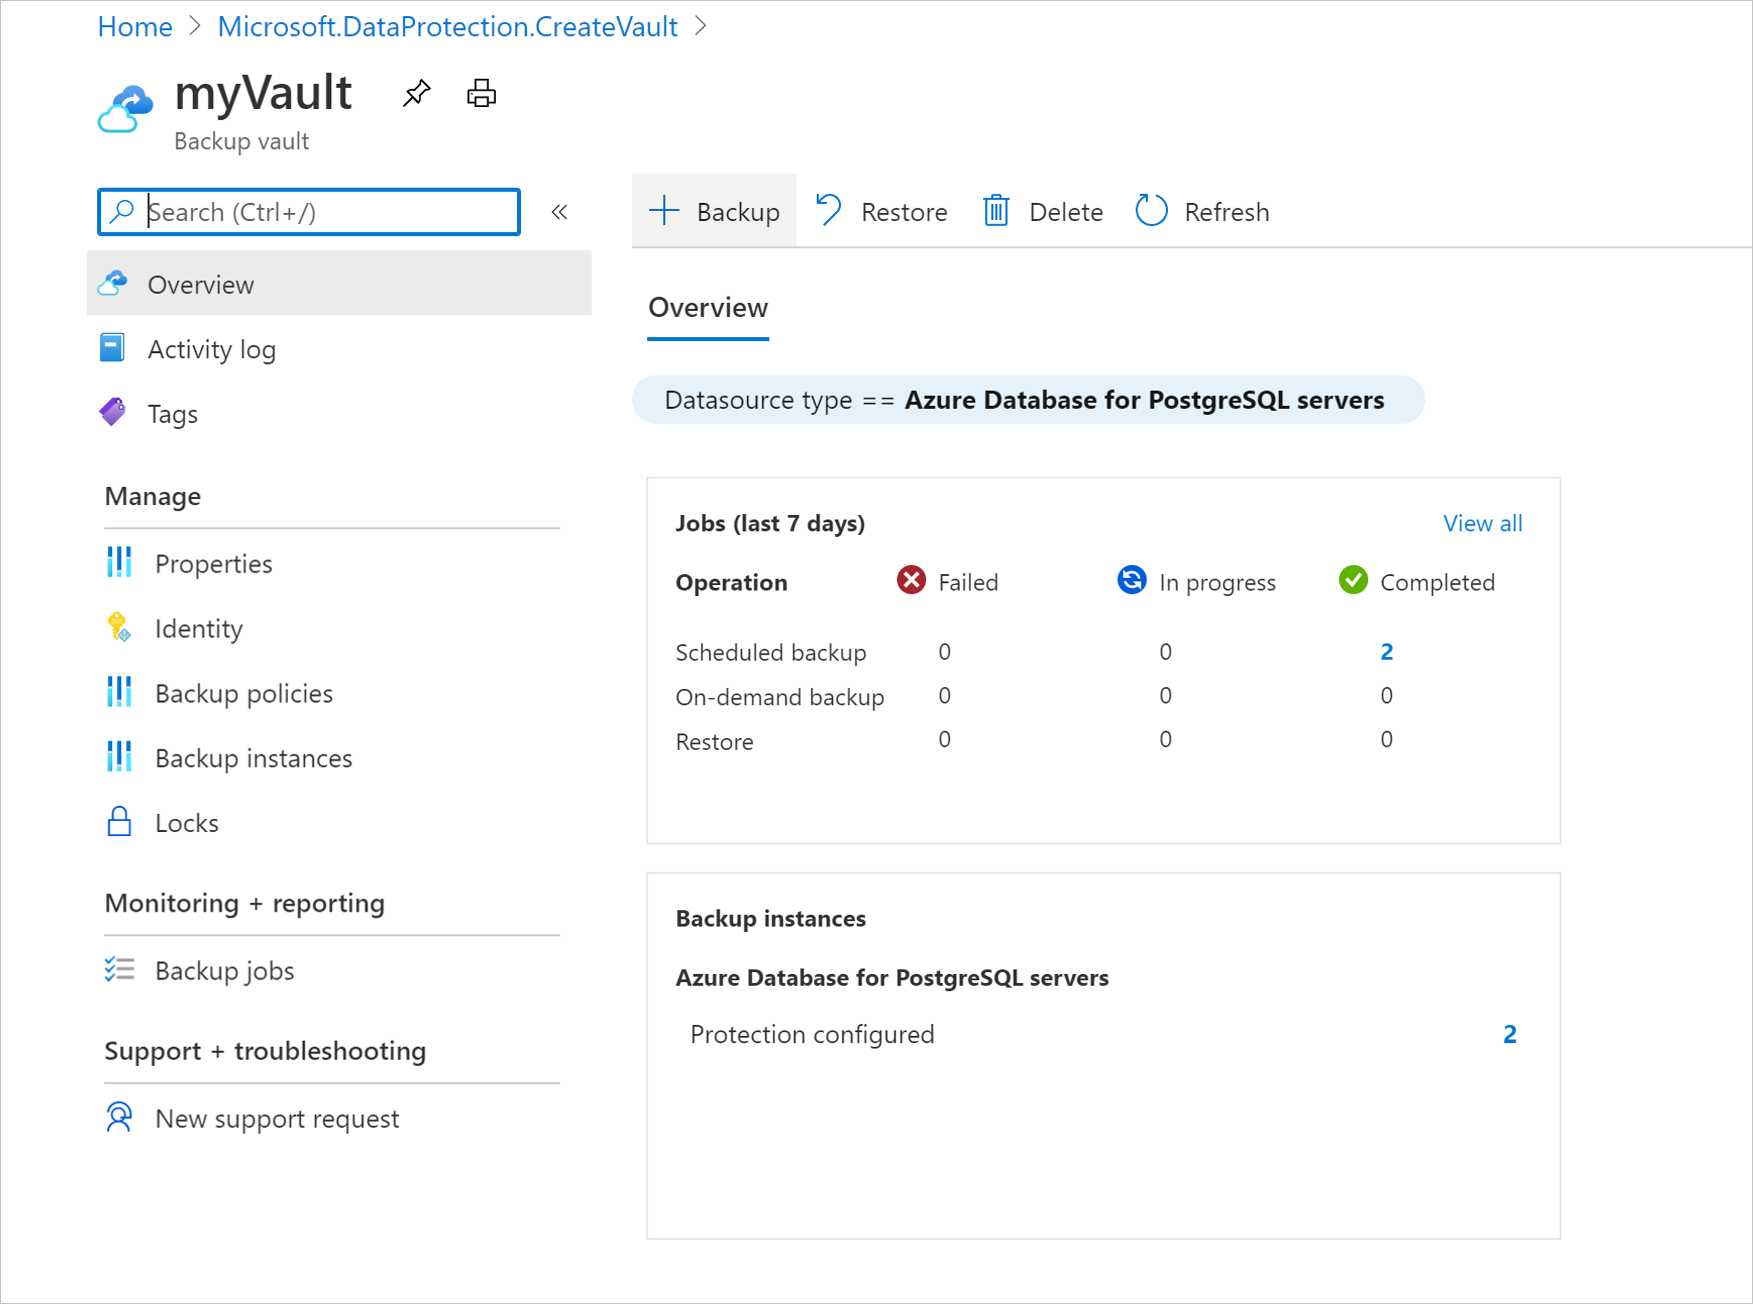 Home > Microsoft.DataProtection.CreateVault >
myVault
Backup vault
Search (Ctrl+/)
«
Backup Restore Delete Refresh
Overview
Activity log
Tags
Manage
Properties
Identity
Backup policies
Backup instances
Locks
Monitoring + reporting
Backup jobs
Support + troubleshooting
New support request
Overview
Datasource type == Azure Database for PostgreSQL servers
Jobs (last 7 days) View all
Operation Failed In progress Completed
Scheduled backup 0 0 2
On-demand backup 0 0 0
Restore 0 0 0
Backup instances
Azure Database for PostgreSQL servers
Protection configured 2